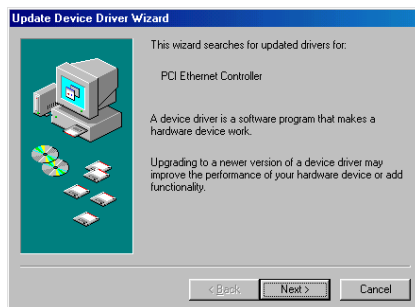 Update Device Driver Wizard
This wizard searches for updated drivers for:
PCI Ethernet Controller
A device driver is a software program that makes a
hardware device work.
Upgrading to a newer version of a device driver may
improve the performance of your hardware device or add
functionality.
< Back Next > Cancel